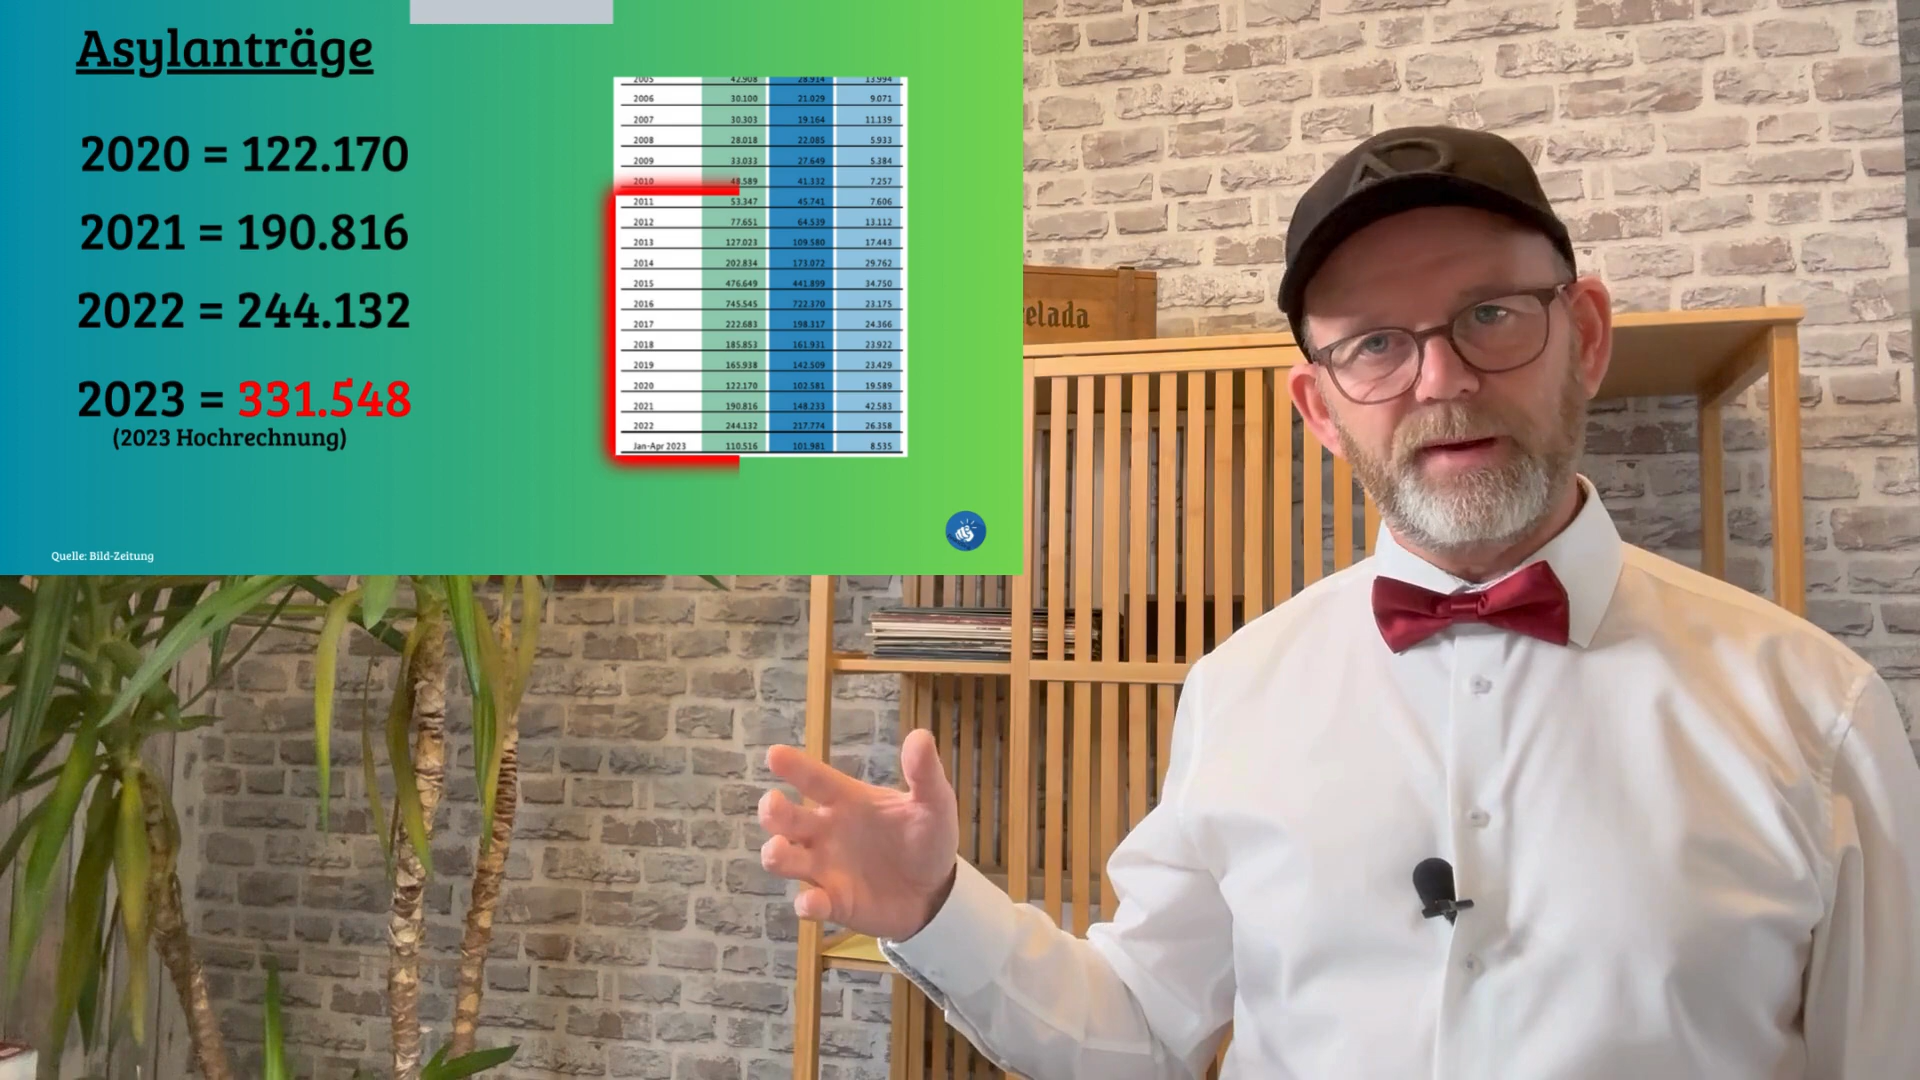 Asylanträge
2020 = 122.170
2021 = 190.816
2022 = 244.132
2023 = 331.548
(2023 Hochrechnung)
2005 42.908 28.914 13.994
2006 30.100 21.029 9.071
2007 30.303 19.164 11.139
2008 28.018 22.085 5.933
2009 33.033 27.649 5.384
2010 48.589 41.332 7.257
2011 53.347 45.741 7.606
2012 77.651 64.539 13.112
2013 127.023 109.580 17.443
2014 202.834 173.072 29.762
2015 476.649 441.899 34.750
2016 745.545 722.370 23.175
2017 222.683 198.317 24.366
2018 185.853 161.931 23.922
2019 165.938 142.509 23.429
2020 122.170 102.581 19.589
2021 190.816 148.233 42.583
2022 244.132 217.774 26.358
Jan-Apr 2023 110.516 101.981 8.535
Quelle: Bild-Zeitung
elada